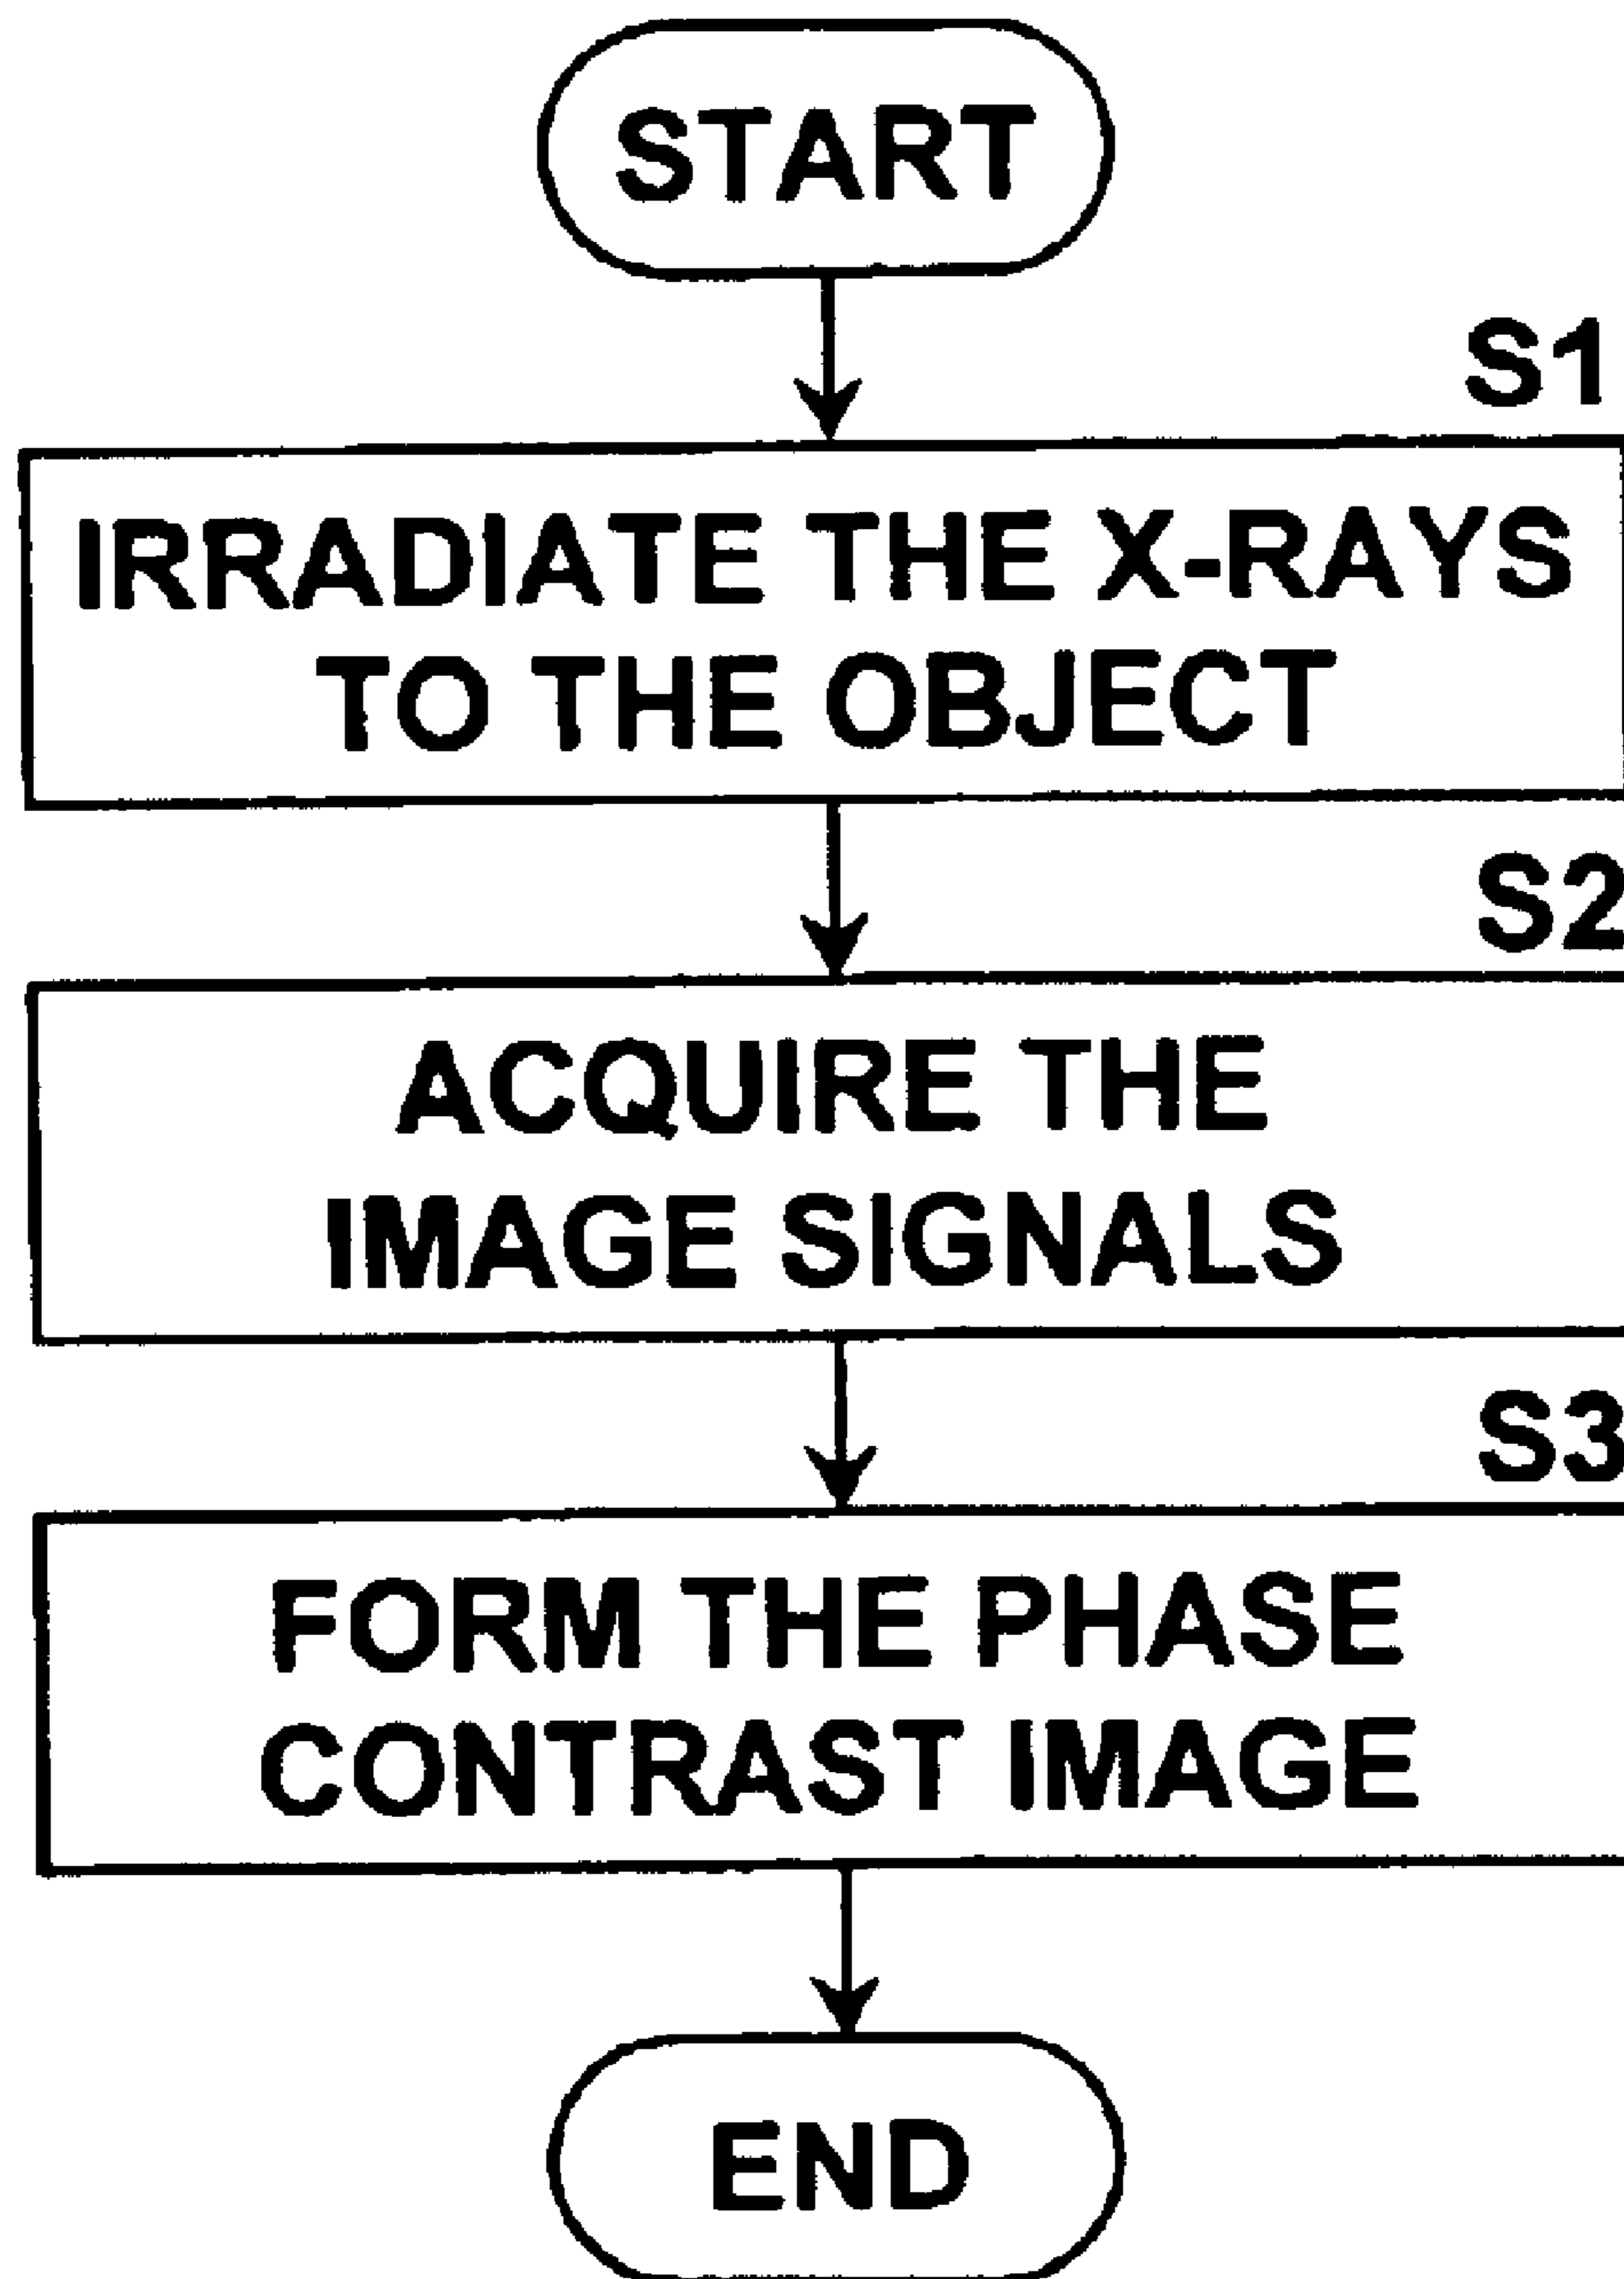 START
S1
IRRADIATE THE X-RAYS
TO THE OBJECT
S2
ACQUIRE THE
IMAGE SIGNALS
S3
FORM THE PHASE
CONTRAST IMAGE
END